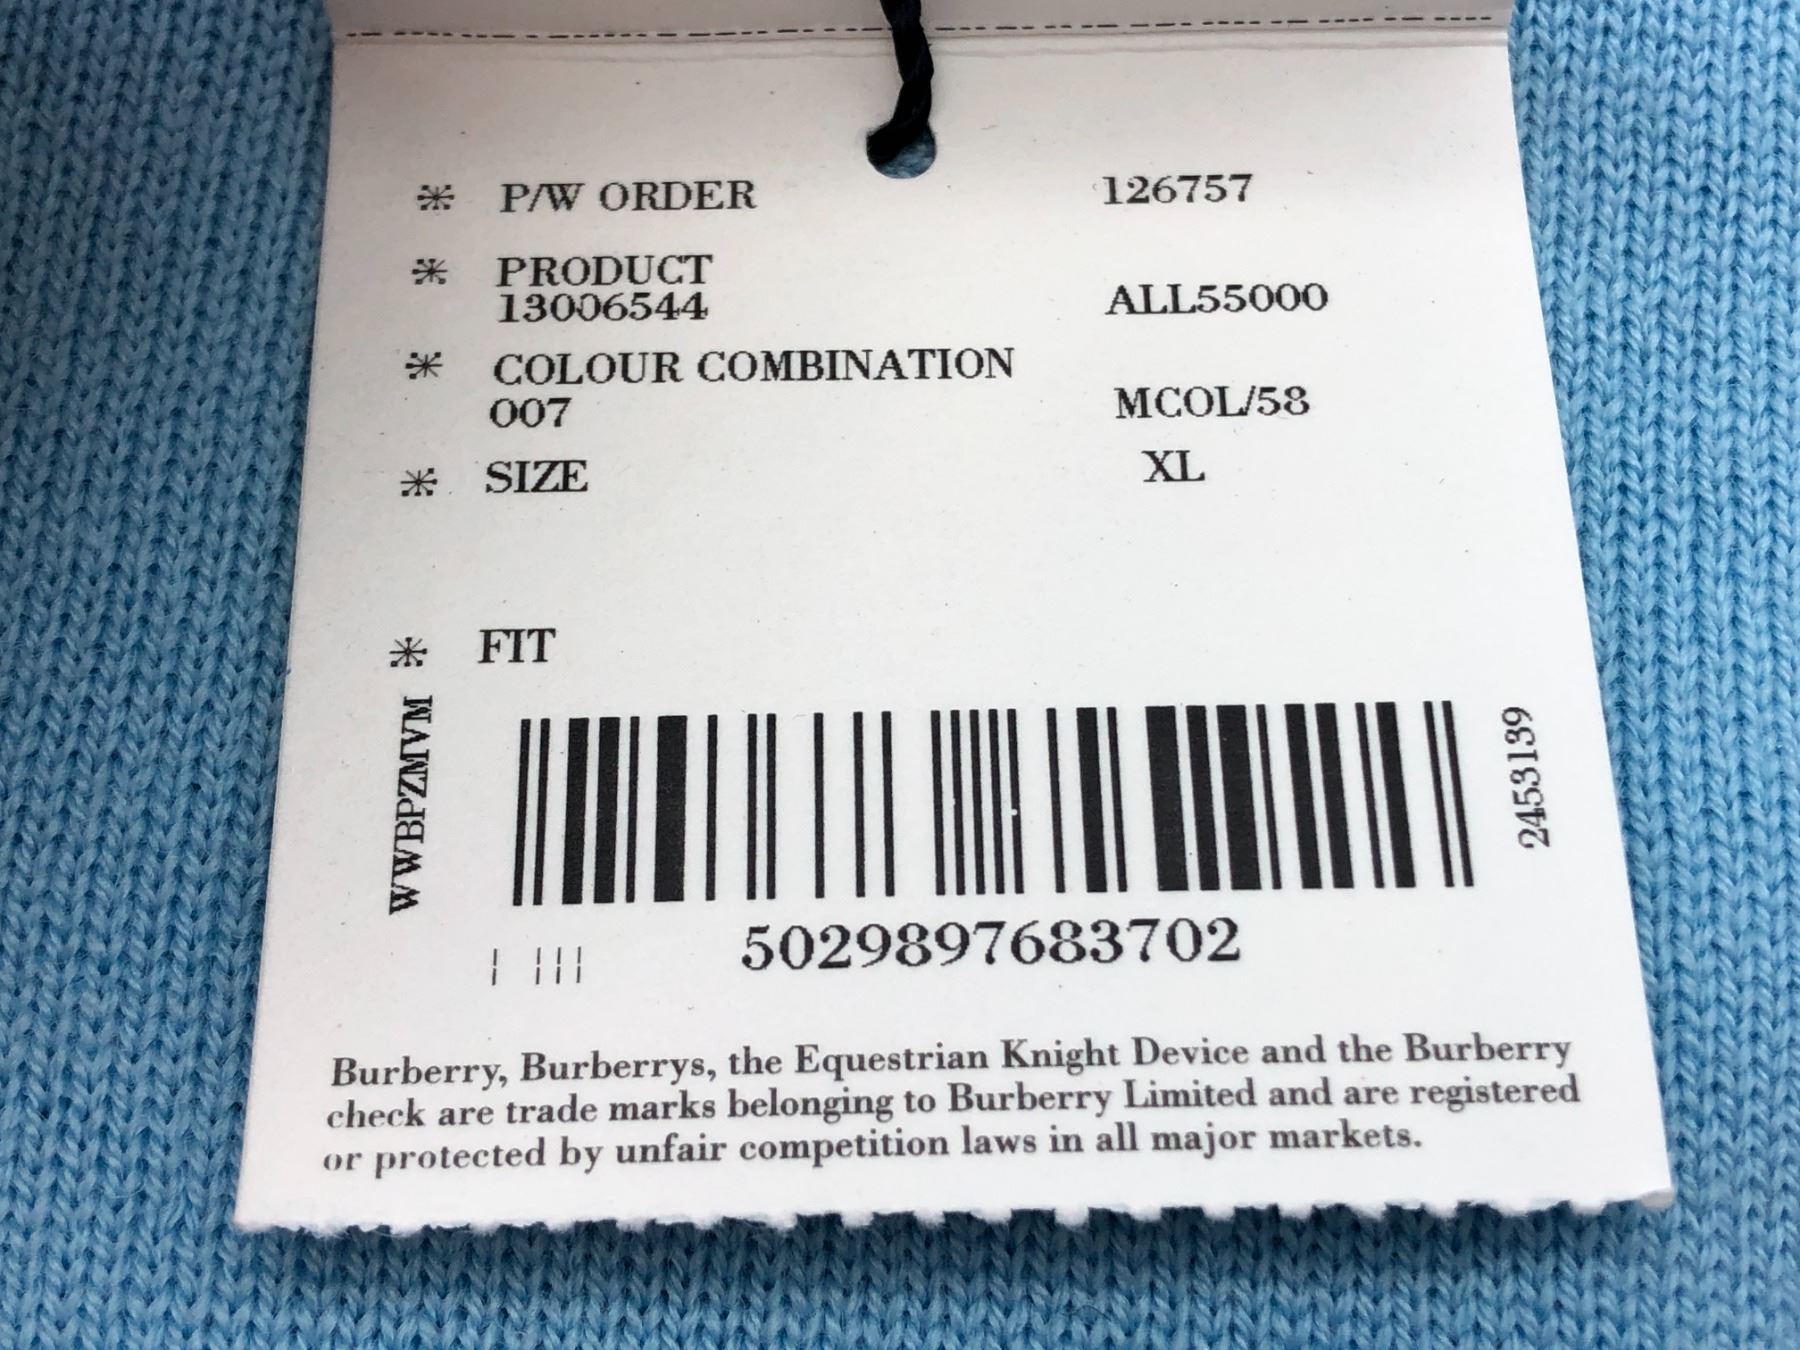 * P/W ORDER 126757
* PRODUCT
13006544 ALL55000
* COLOUR COMBINATION
007 MCOL/58
* SIZE XL
* FIT
WWBPZMVM
2453139
5029897683702
Burberry, Burberrys, the Equestrian Knight Device and the Burberry
check are trade marks belonging to Burberry Limited and are registered
or protected by unfair competition laws in all major markets.